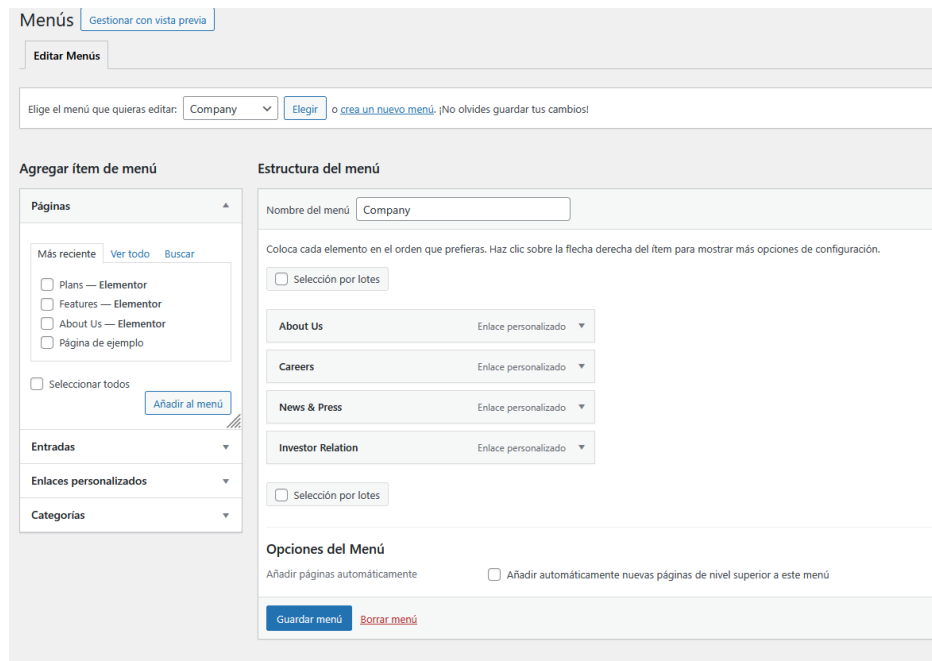 Menús Gestionar con vista previa
Editar Menús
Elige el menú que quieras editar: Company Elegir o crea un nuevo menú. ¡No olvides guardar tus cambios!
Agregar ítem de menú
Páginas
Más reciente Ver todo Buscar
Plans — Elementor
Features — Elementor
About Us — Elementor
Página de ejemplo
Seleccionar todos
Añadir al menú
Entradas
Enlaces personalizados
Categorías
Estructura del menú
Nombre del menú Company
Coloca cada elemento en el orden que prefieras. Haz clic sobre la flecha derecha del ítem para mostrar más opciones de configuración.
Selección por lotes
About Us Enlace personalizado
Careers Enlace personalizado
News & Press Enlace personalizado
Investor Relation Enlace personalizado
Selección por lotes
Opciones del Menú
Añadir páginas automáticamente Añadir automáticamente nuevas páginas de nivel superior a este menú
Guardar menú Borrar menú